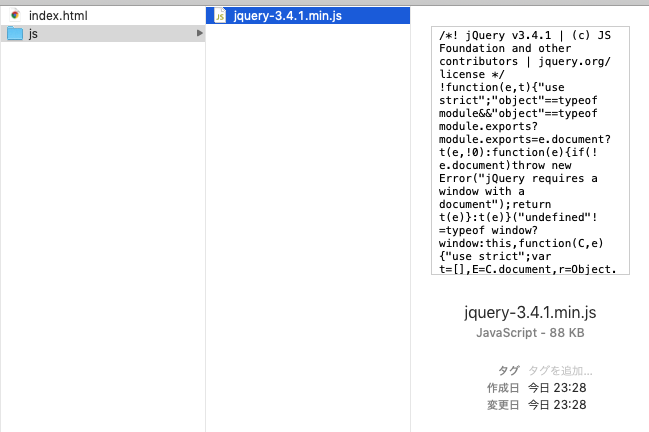 index.html
js
JS
jquery-3.4.1.min.js
/*! jQuery v3.4.1 | (c) JS
Foundation and other
contributors | jquery.org/
license */
!function(e,t){"use
strict";"object"==typeof
module&&"object"==typeof
module.exports?
module.exports=e.document?
t(e,!0):function(e){if(!
e.document)throw new
Error("jQuery requires a
window with a
document");return
t(e)}:t(e)}("undefined"!
=typeof window?
window:this,function(C,e)
{"use strict";var
t=[],E=C.document,r=Object.
jquery-3.4.1.min.js
JavaScript - 88 KB
タグ タグを追加...
作成日 今日 23:28
変更日 今日 23:28